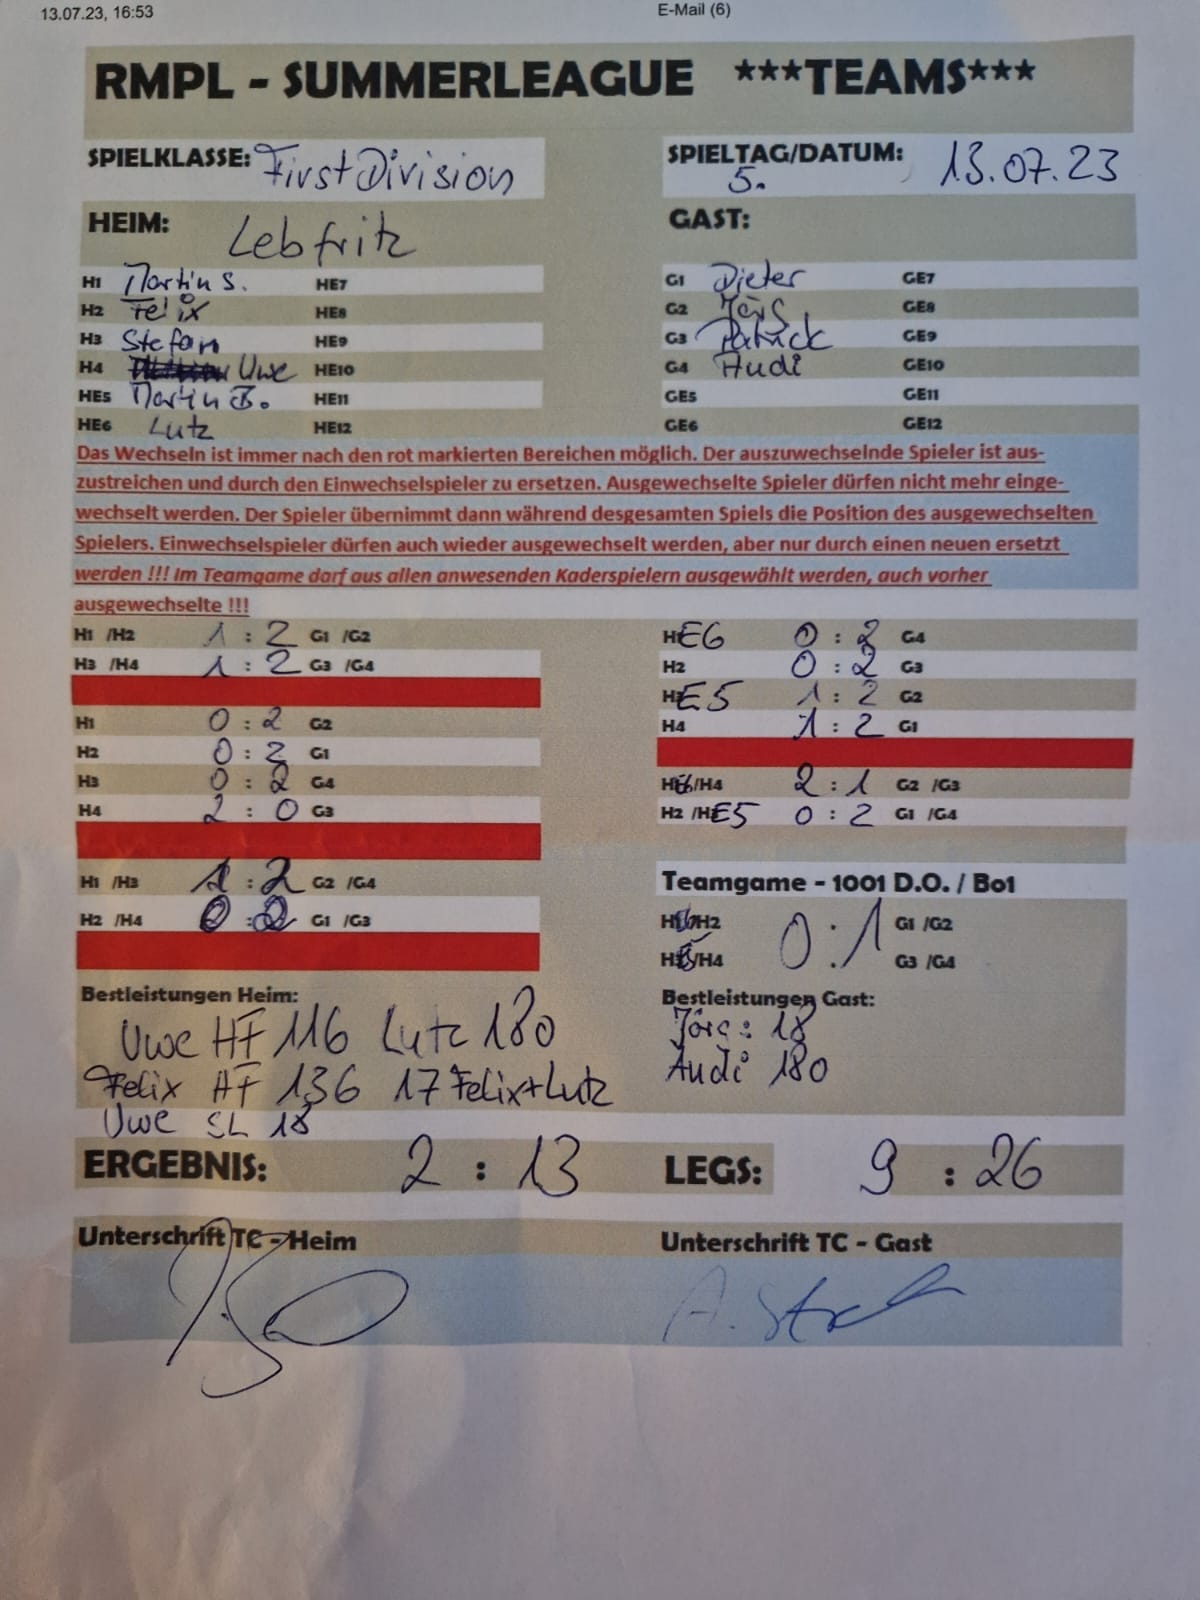 13.07.23, 16:53 E-Mail (6)
RMPL - SUMMERLEAGUE ***TEAMS***
SPIELKLASSE: First Division SPIELTAG/DATUM: 5. 13.07.23
HEIM: Lebfritz GAST:
H1 Martin S. HE7 G1 Dieter GE7
H2 Felix HE8 G2 Jörg GE8
H3 Stefan HE9 G3 Patrick GE9
H4 Uwe HE10 G4 Andi GE10
HE5 Martin B. HE11 GE5 GE11
HE6 Lutz HE12 GE6 GE12
Das Wechseln ist immer nach den rot markierten Bereichen möglich. Der auszuwechselnde Spieler ist aus-
zustreichen und durch den Einwechselspieler zu ersetzen. Ausgewechselte Spieler dürfen nicht mehr einge-
wechselt werden. Der Spieler übernimmt dann während desgesamten Spiels die Position des ausgewechselten
Spielers. Einwechselspieler dürfen auch wieder ausgewechselt werden, aber nur durch einen neuen ersetzt
werden !!! Im Teamgame darf aus allen anwesenden Kaderspielern ausgewählt werden, auch vorher
ausgewechselte !!!
H1 /H2 1 : 2 G1 /G2
H3 /H4 1 : 2 G3 /G4
H1 0 : 2 G2
H2 0 : 2 G1
H3 0 : 2 G4
H4 2 : 0 G3
H1 /H3 1 : 2 G2 /G4
H2 /H4 0 : 2 G1 /G3
HE6 0 : 2 G4
H2 0 : 2 G3
HE5 1 : 2 G2
H4 1 : 2 G1
HE6/H4 2 : 1 G2 /G3
H2 /HE5 0 : 2 G1 /G4
Teamgame - 1001 D.O. / Bo1
H6/H2 0 : 1 G1 /G2
H5/H4 G3 /G4
Bestleistungen Heim:
Uwe HF 116 Lutz 180
Felix HF 136 17 Felix+Lutz
Uwe SL 18
Bestleistungen Gast:
Jörg: 18
Andi 180
ERGEBNIS: 2 : 13 LEGS: 9 : 26
Unterschrift TC - Heim Unterschrift TC - Gast